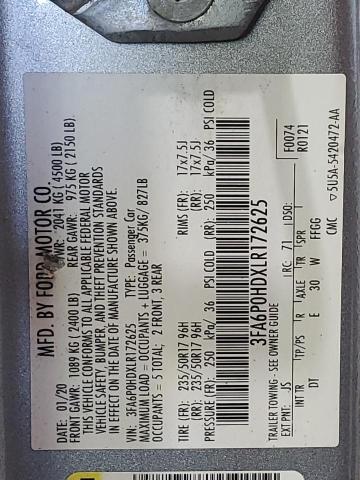 MFD. BY FORD MOTOR CO.
01/20 2041 KG ( 4500 LB)
FRONT GAWR: 1089 KG ( 2400 LB) REAR GAWR: 975 KG ( 2150 LB)
THIS VEHICLE CONFORMS TO ALL APPLICABLE FEDERAL MOTOR
VEHICLE SAFETY, BUMPER, AND THEFT PREVENTION STANDARDS
IN EFFECT ON THE DATE OF MANUFACTURE SHOWN ABOVE.
VIN: 3FA6P0HDXLR172625 TYPE: Passenger Car
MAXIMUM LOAD = OCCUPANTS + LUGGAGE = 375KG/ 827LB
OCCUPANTS = 5 TOTAL: 2 FRONT, 3 REAR
TIRE (FR): 235/50R17 96H RIMS (FR): 17x7.5J
TIRE (RR): 235/50R17 96H RIMS (RR): 17x7.5J
PRESSURE: (FR) 250 kPa/ 36 PSI COLD (RR) 250 kPa/ 36 PSI COLD
3FA6P0HDXLR172625
F0074
R0121
TRAILER TOWING - SEE OWNER GUIDE
EXT PNT: JS RC: 71 DSO:
INT TR TP/PS R AXLE TR SPR
DT E 30 W FFGG
CMC 5U5A-5420472-AA